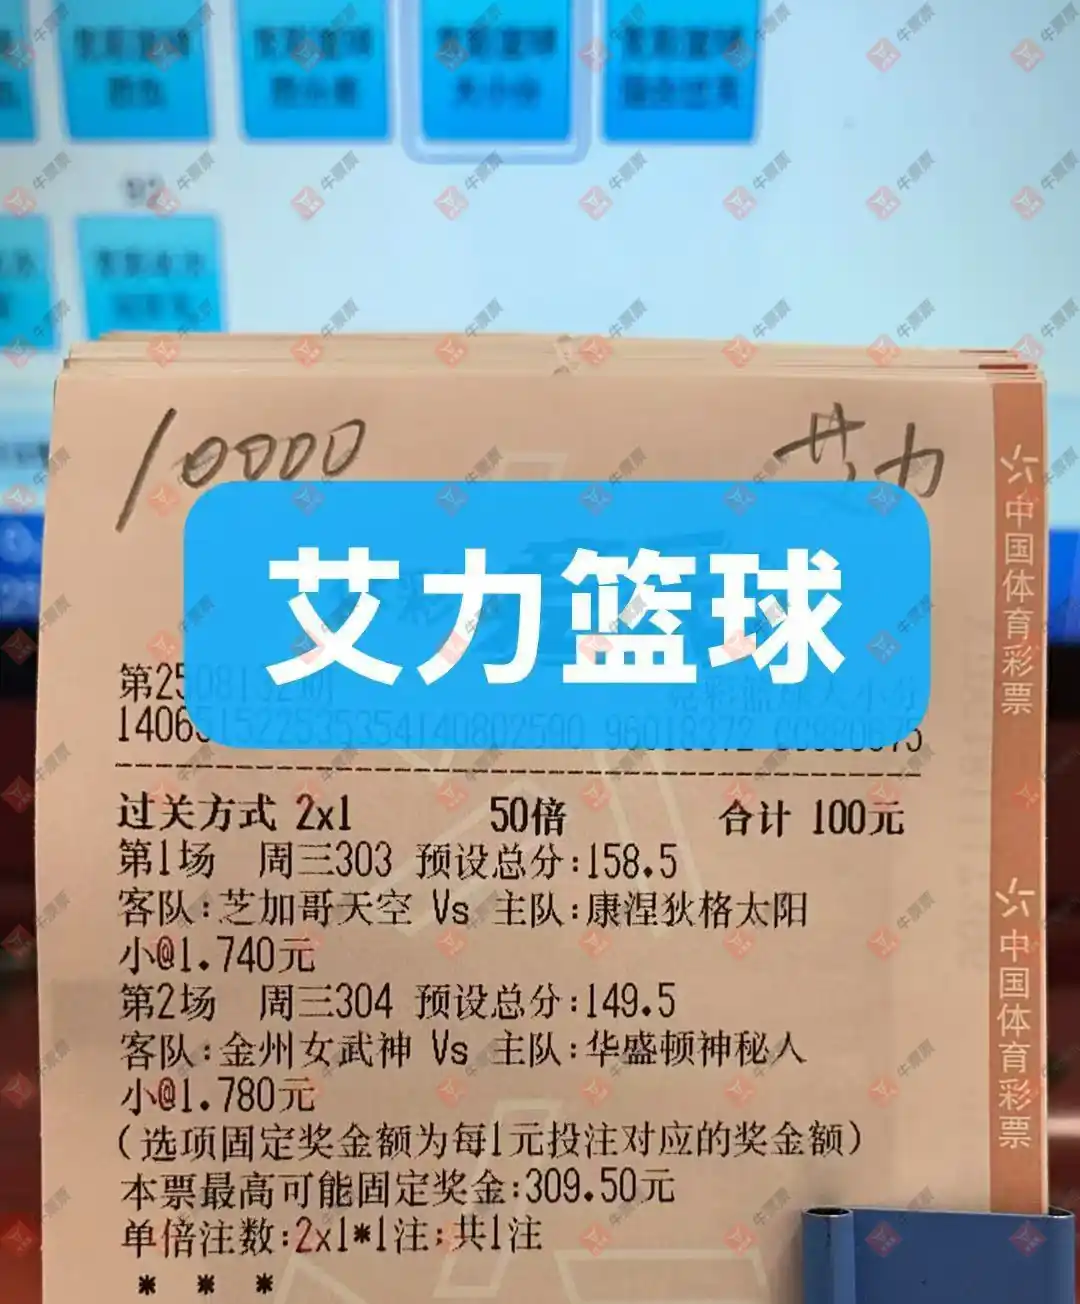 10000
艾力
艾力篮球
过关方式 2x1 50倍 合计 100元
第1场 周三303 预设总分:158.5
客队:芝加哥天空 Vs 主队:康涅狄格太阳
小@1.740元
第2场 周三304 预设总分:149.5
客队:金州女武神 Vs 主队:华盛顿神秘人
小@1.780元
(选项固定奖金额为每1元投注对应的奖金额)
本票最高可能固定奖金:309.50元
单倍注数:2x1*1注;共1注
* * *
中国体育彩票
中国体育彩票
牛票票